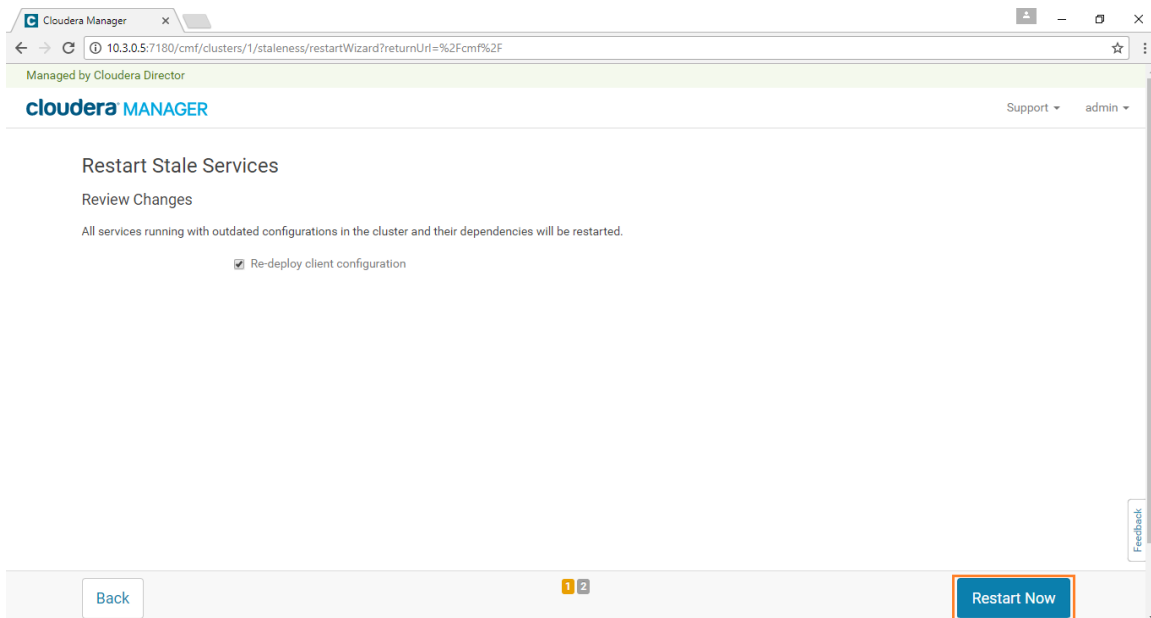 Cloudera Manager
10.3.0.5:7180/cmf/clusters/1/staleness/restartWizard?returnUrl=%2Fcmf%2F
Managed by Cloudera Director
cloudera MANAGER
Support admin
Restart Stale Services
Review Changes
All services running with outdated configurations in the cluster and their dependencies will be restarted.
Re-deploy client configuration
Feedback
Back 1 2 Restart Now